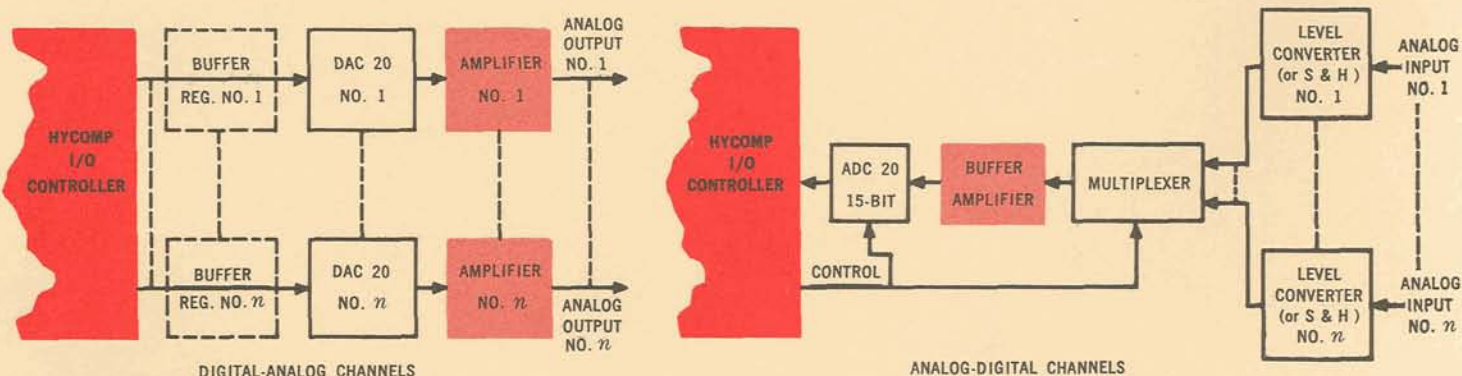 HYCOMP
I/O
CONTROLLER
BUFFER
REG. NO. 1
DAC 20
NO. 1
AMPLIFIER
NO. 1
ANALOG
OUTPUT
NO. 1
BUFFER
REG. NO. n
DAC 20
NO. n
AMPLIFIER
NO. n
ANALOG
OUTPUT
NO. n
DIGITAL-ANALOG CHANNELS
HYCOMP
I/O
CONTROLLER
ADC 20
15-BIT
BUFFER
AMPLIFIER
MULTIPLEXER
CONTROL
LEVEL
CONVERTER
(or S & H)
NO. 1
ANALOG
INPUT
NO. 1
LEVEL
CONVERTER
(or S & H)
NO. n
ANALOG
INPUT
NO. n
ANALOG-DIGITAL CHANNELS